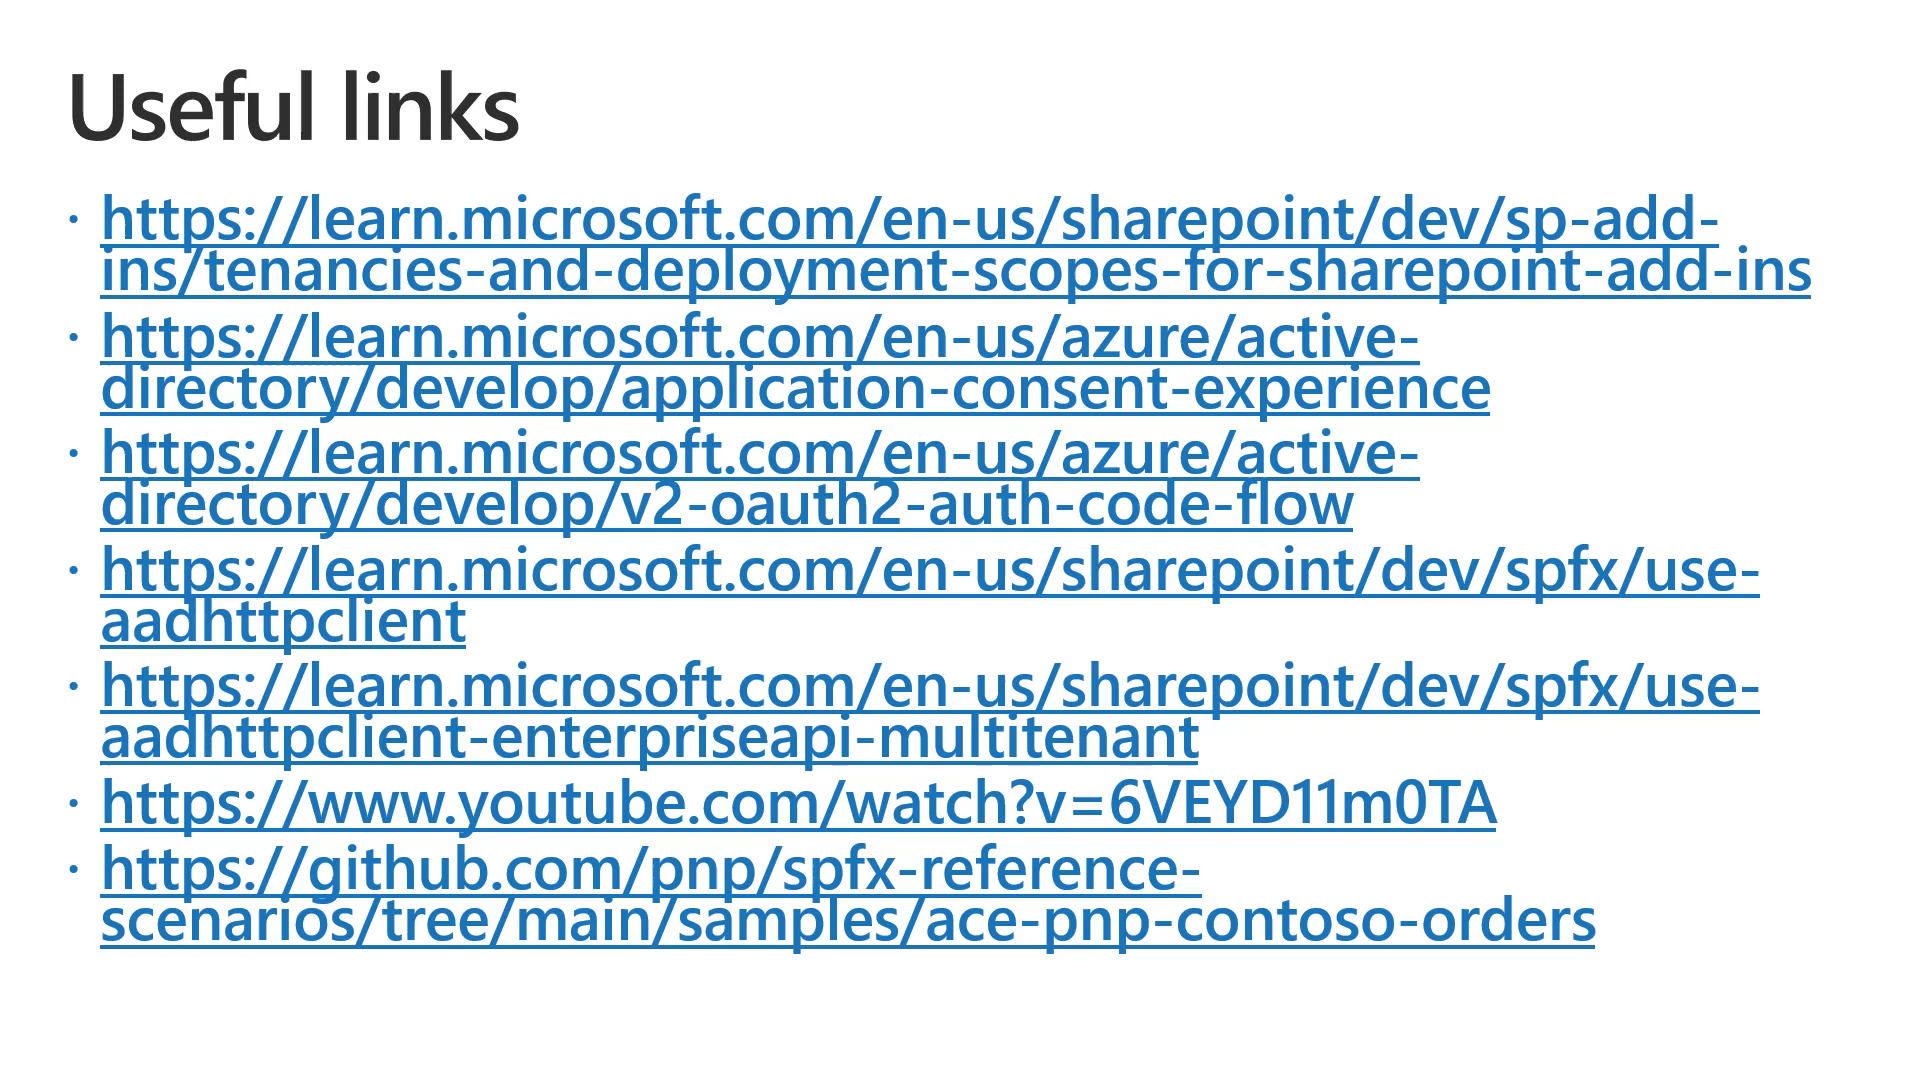 Useful links
· https://learn.microsoft.com/en-us/sharepoint/dev/sp-add-
ins/tenancies-and-deployment-scopes-for-sharepoint-add-ins
· https://learn.microsoft.com/en-us/azure/active-
directory/develop/application-consent-experience
· https://learn.microsoft.com/en-us/azure/active-
directory/develop/v2-oauth2-auth-code-flow
· https://learn.microsoft.com/en-us/sharepoint/dev/spfx/use-
aadhttpclient
· https://learn.microsoft.com/en-us/sharepoint/dev/spfx/use-
aadhttpclient-enterpriseapi-multitenant
· https://www.youtube.com/watch?v=6VEYD11m0TA
· https://github.com/pnp/spfx-reference-
scenarios/tree/main/samples/ace-pnp-contoso-orders